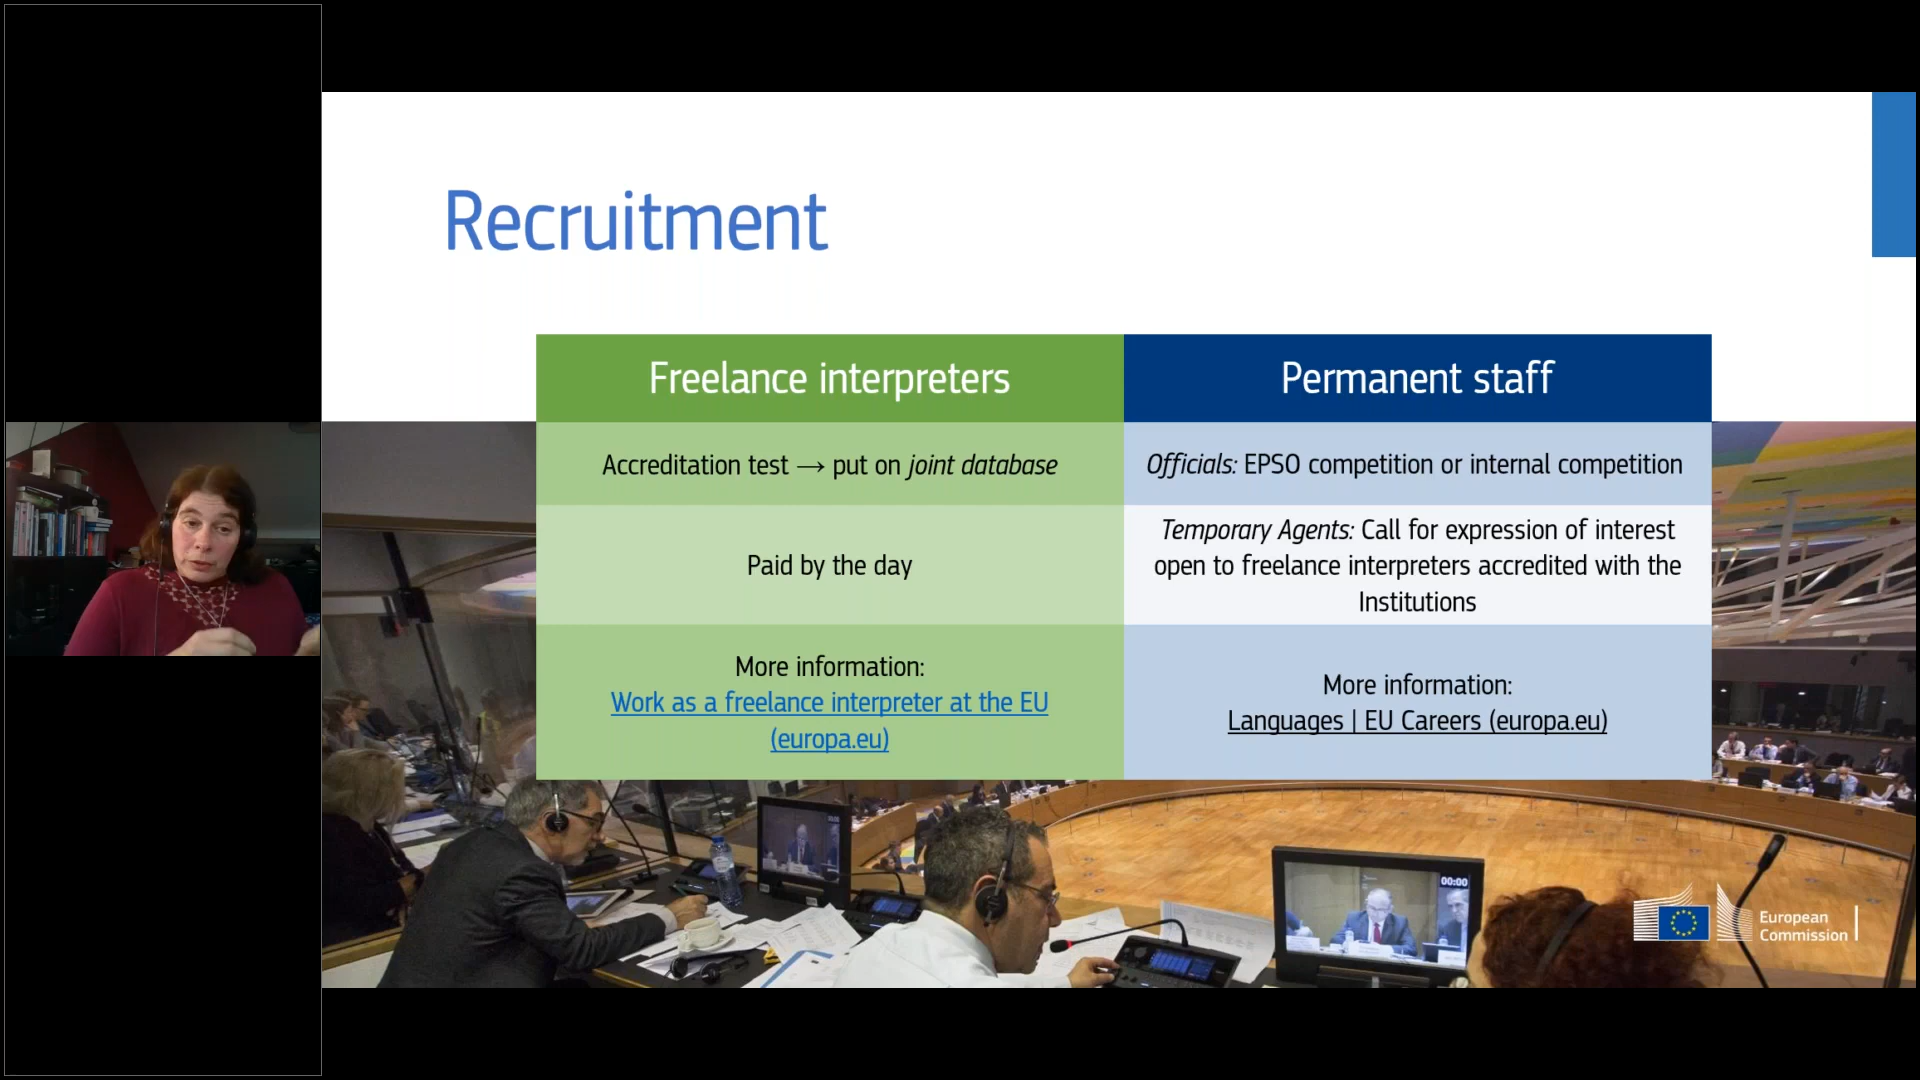 Recruitment
Freelance interpreters
Permanent staff
Accreditation test → put on joint database
Officials: EPSO competition or internal competition
Paid by the day
Temporary Agents: Call for expression of interest
open to freelance interpreters accredited with the
Institutions
More information:
Work as a freelance interpreter at the EU
(europa.eu)
More information:
Languages | EU Careers (europa.eu)
00:00
European
Commission